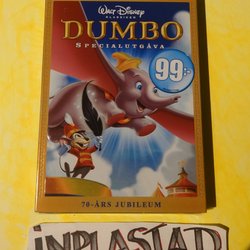 WALT DISNEY
KLASSIKER
DUMBO
SPECIALUTGÅVA
99:-
70-ÅRS JUBILEUM
INPLASTAD